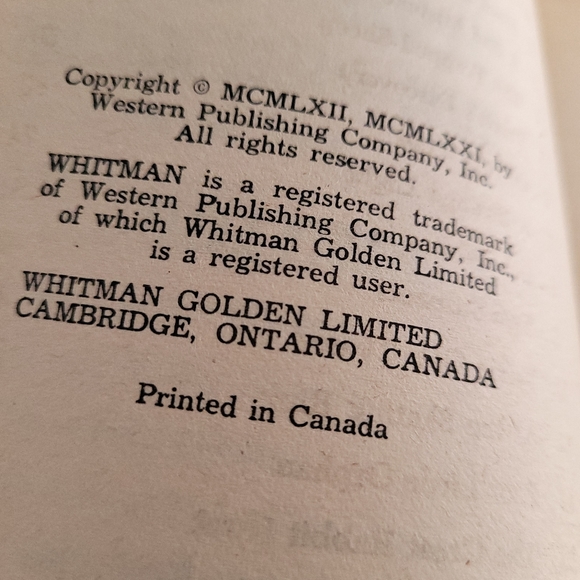 Copyright © MCMLXII, MCMLXXI, by
Western Publishing Company, Inc.
All rights reserved.
WHITMAN is a registered trademark
of Western Publishing Company, Inc.,
of which Whitman Golden Limited
is a registered user.
WHITMAN GOLDEN LIMITED
CAMBRIDGE, ONTARIO, CANADA
Printed in Canada